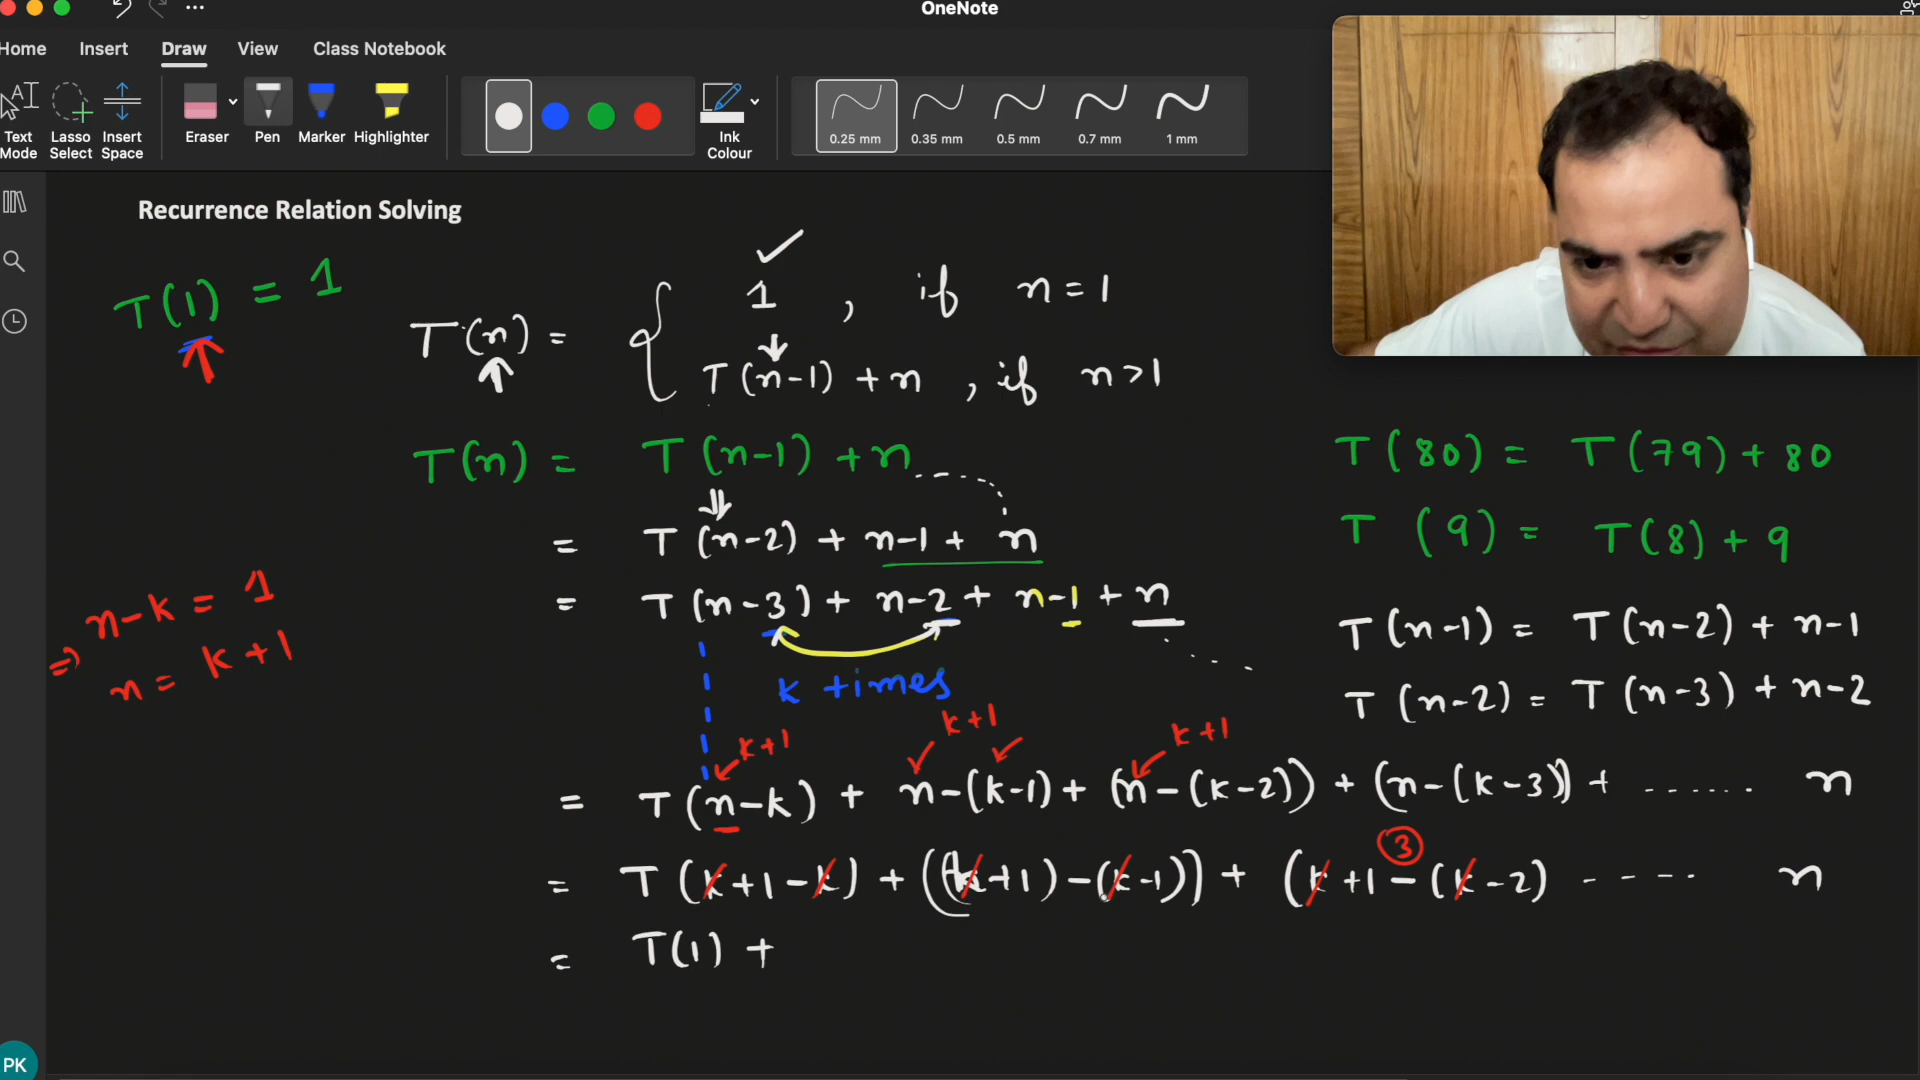 OneNote
Home Insert Draw View Class Notebook
Text Mode
Lasso Select
Insert Space
Eraser
Pen
Marker
Highlighter
Ink Colour
0.25 mm
0.35 mm
0.5 mm
0.7 mm
1 mm
Recurrence Relation Solving
T(1) = 1
T(n) = { 1 , if n=1
T(n-1) + n , if n>1
T(n) = T(n-1) + n
= T(n-2) + n-1 + n
= T(n-3) + n-2 + n-1 + n
k times
n-k = 1
⇒ n = k+1
T(80) = T(79) + 80
T(9) = T(8) + 9
T(n-1) = T(n-2) + n-1
T(n-2) = T(n-3) + n-2
k+1 k+1 k+1
= T(n-k) + n-(k-1) + (n-(k-2)) + (n-(k-3)) + ...... n
3
= T(k+1-k) + ((k+1)-(k-1)) + (k+1-(k-2) ----- n
= T(1) +
PK